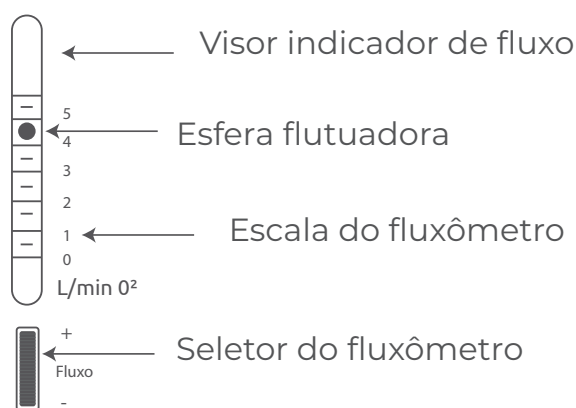 Visor indicador de fluxo
5
Esfera flutuadora
4
3
2
Escala do fluxômetro
1
0
L/min 0²
+
Seletor do fluxômetro
Fluxo
-